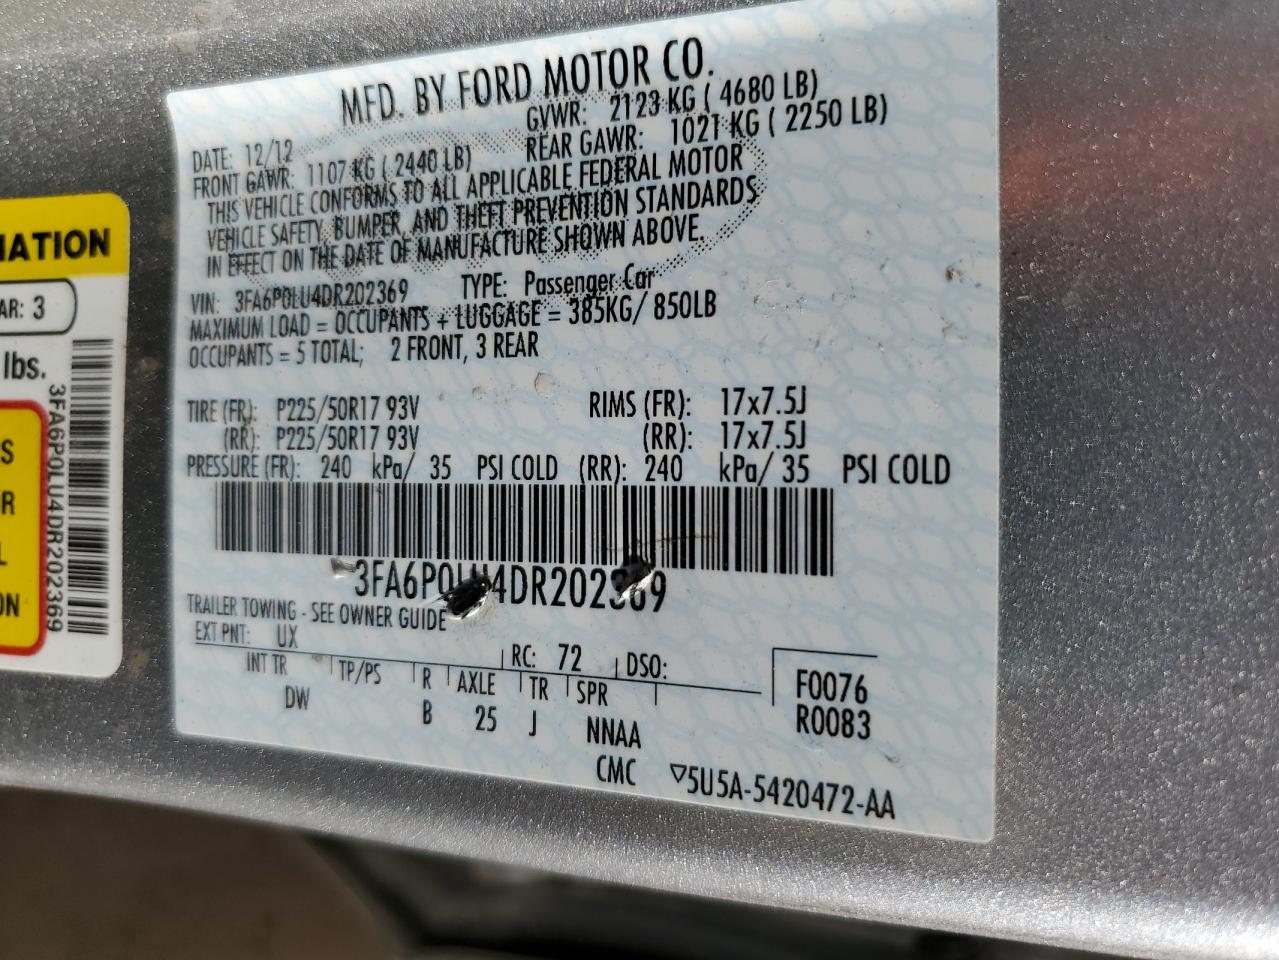 MFD. BY FORD MOTOR CO.
DATE: 12/12 GVWR: 2123 KG ( 4680 LB)
FRONT GAWR: 1107 KG ( 2440 LB) REAR GAWR: 1021 KG ( 2250 LB)
THIS VEHICLE CONFORMS TO ALL APPLICABLE FEDERAL MOTOR
VEHICLE SAFETY, BUMPER, AND THEFT PREVENTION STANDARDS
IN EFFECT ON THE DATE OF MANUFACTURE SHOWN ABOVE.
VIN: 3FA6P0LU4DR202369 TYPE: Passenger Car
MAXIMUM LOAD = OCCUPANTS + LUGGAGE = 385KG/ 850LB
OCCUPANTS = 5 TOTAL; 2 FRONT, 3 REAR
TIRE (FR): P225/50R17 93V RIMS (FR): 17x7.5J
(RR): P225/50R17 93V (RR): 17x7.5J
PRESSURE (FR): 240 kPa/ 35 PSI COLD (RR): 240 kPa/ 35 PSI COLD
3FA6P0LU4DR202369
TRAILER TOWING - SEE OWNER GUIDE
EXT PNT: UX RC: 72 DSO:
INT TR TP/PS R AXLE TR SPR
DW B 25 J NNAA
CMC
F0076
R0083
▽5U5A-5420472-AA
MATION
AR: 3
lbs.
3FA6P0LU4DR202369
S
R
L
ON